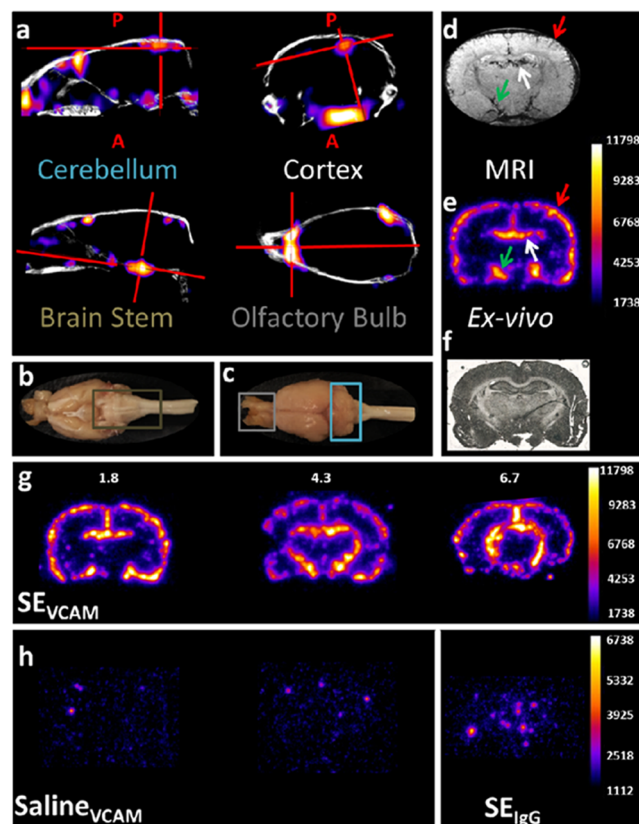 a
P
P
A
A
Cerebellum
Cortex
Brain Stem
Olfactory Bulb
d
MRI
e
Ex-vivo
11798
9283
6768
4253
1738
b
c
f
g
1.8
4.3
6.7
SEVCAM
11798
9283
6768
4253
1738
h
SalineVCAM
SEIgG
6738
5332
3925
2518
1112